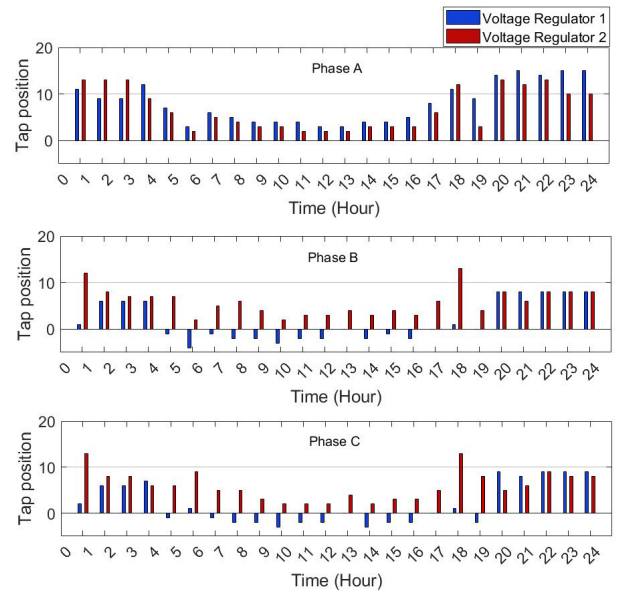 Voltage Regulator 1
Voltage Regulator 2
Phase A
Tap position
20
10
0
0 1 2 3 4 5 6 7 8 9 10 11 12 13 14 15 16 17 18 19 20 21 22 23 24
Time (Hour)
Phase B
Tap position
20
10
0
0 1 2 3 4 5 6 7 8 9 10 11 12 13 14 15 16 17 18 19 20 21 22 23 24
Time (Hour)
Phase C
Tap position
20
10
0
0 1 2 3 4 5 6 7 8 9 10 11 12 13 14 15 16 17 18 19 20 21 22 23 24
Time (Hour)